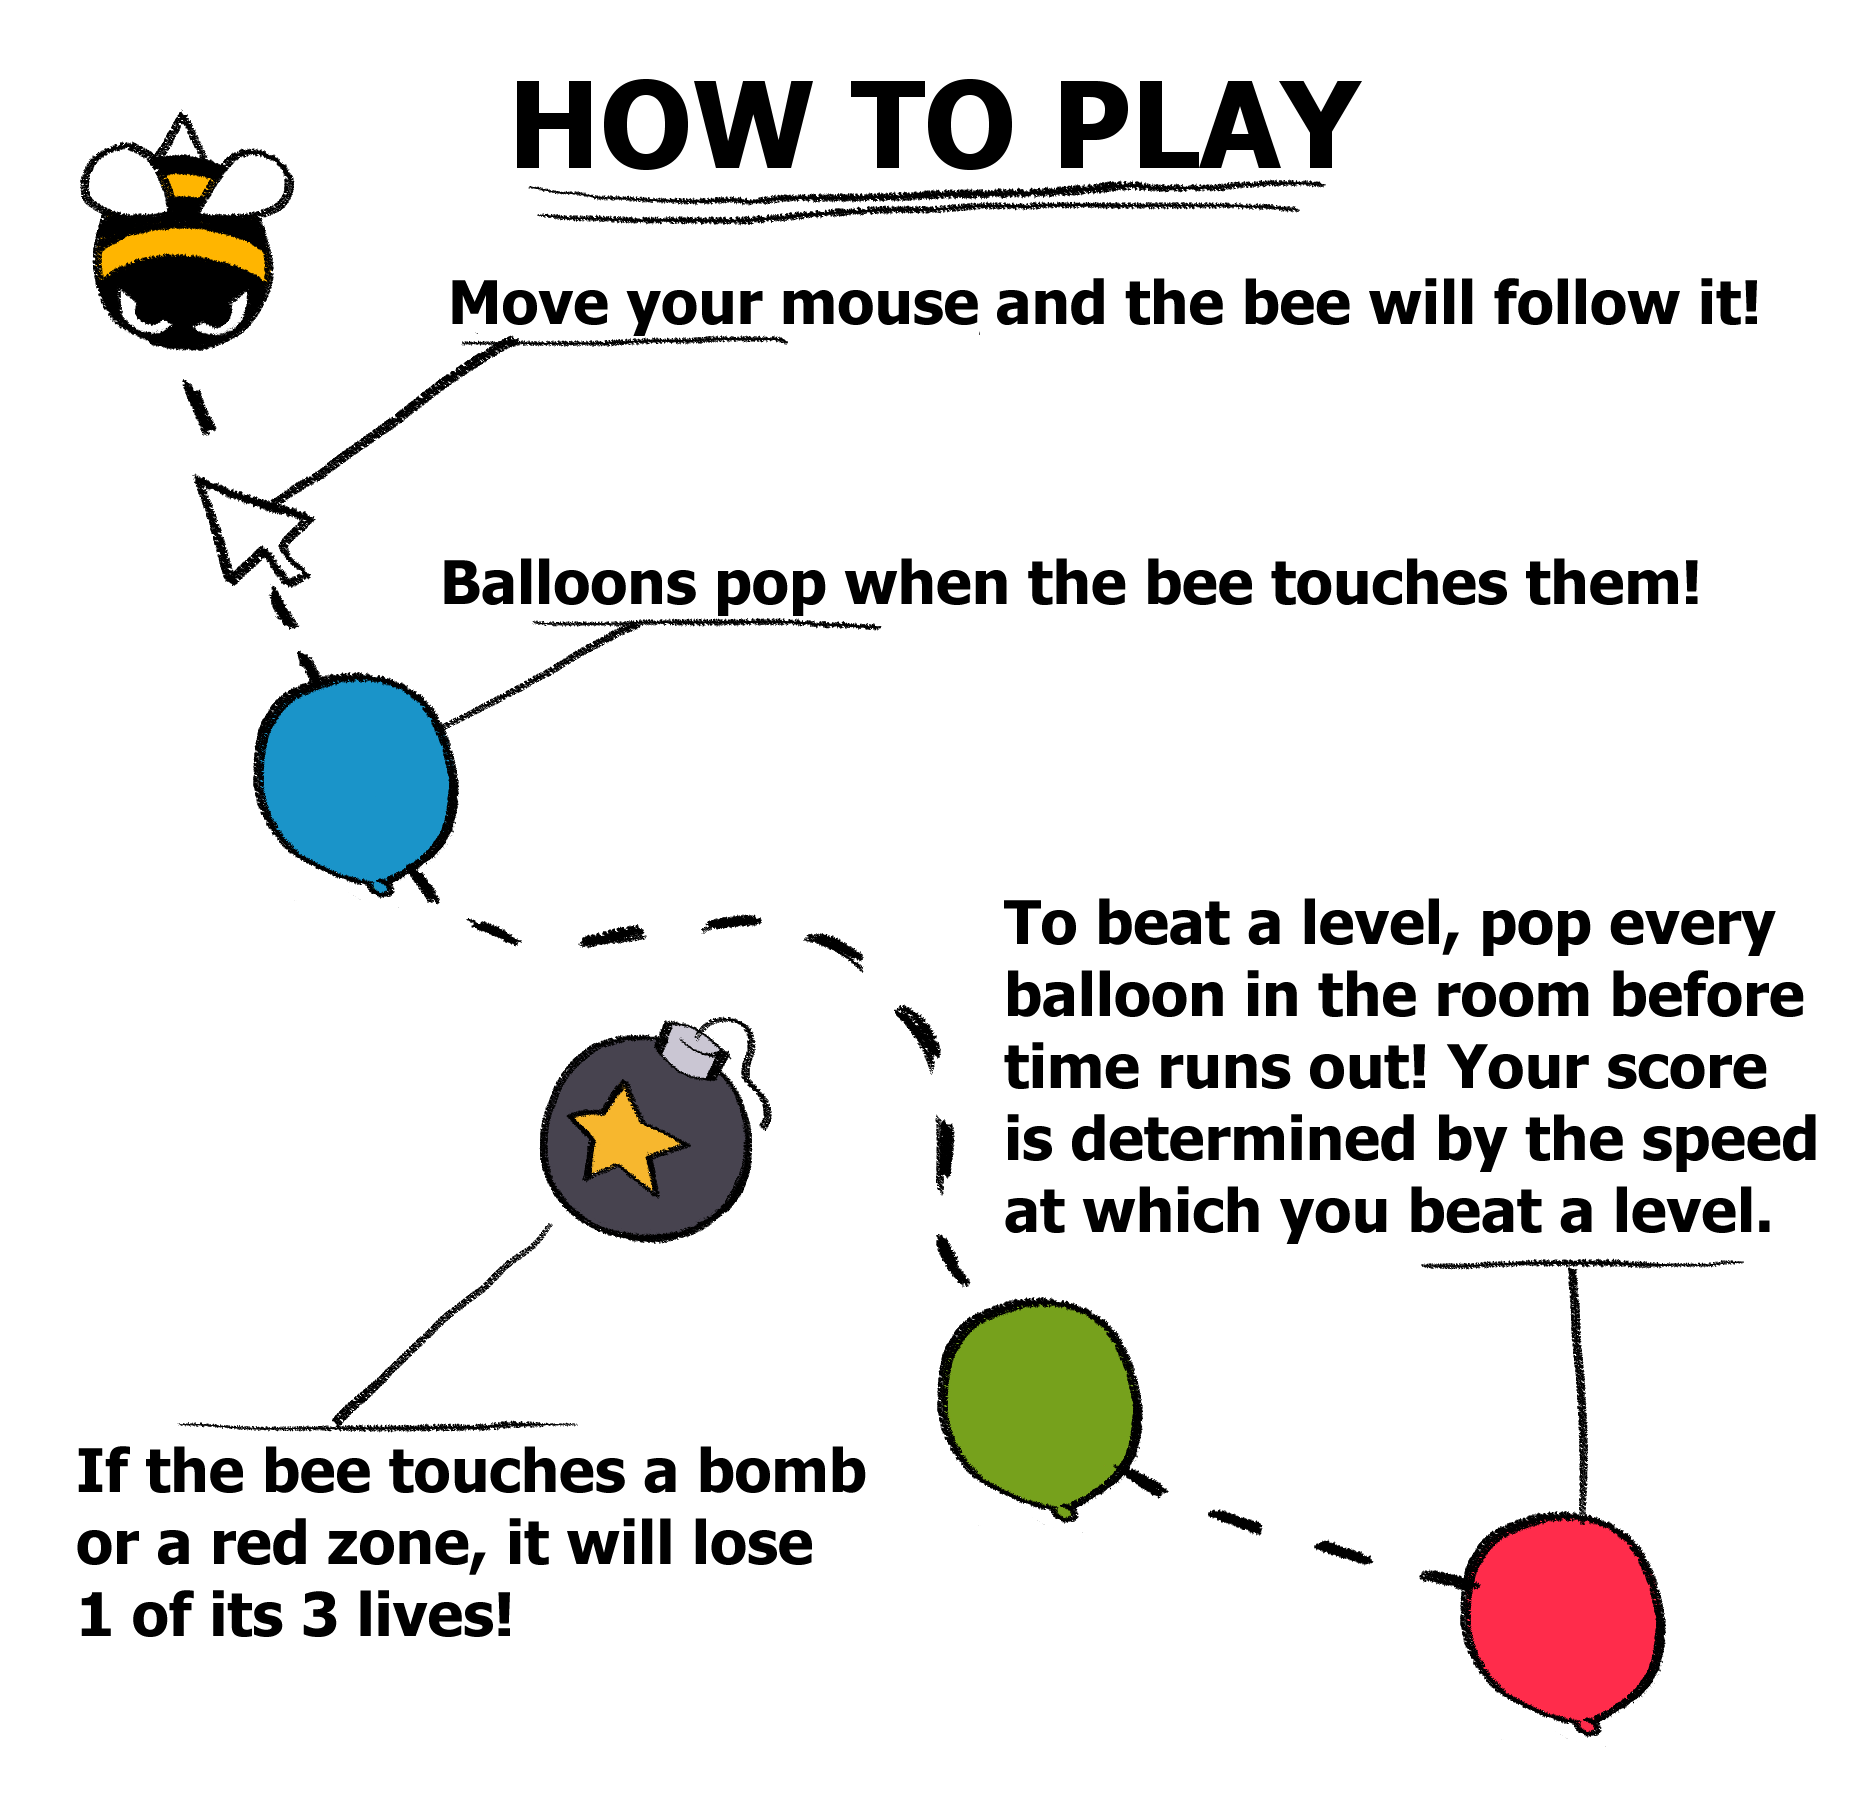 HOW TO PLAY
Move your mouse and the bee will follow it!
Balloons pop when the bee touches them!
To beat a level, pop every
balloon in the room before
time runs out! Your score
is determined by the speed
at which you beat a level.
If the bee touches a bomb
or a red zone, it will lose
1 of its 3 lives!